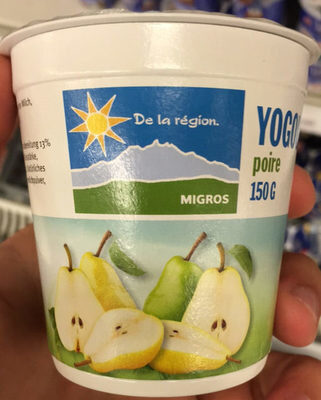 Milch.
13%
De la région.
MIGROS
YOGO
poire
150 G